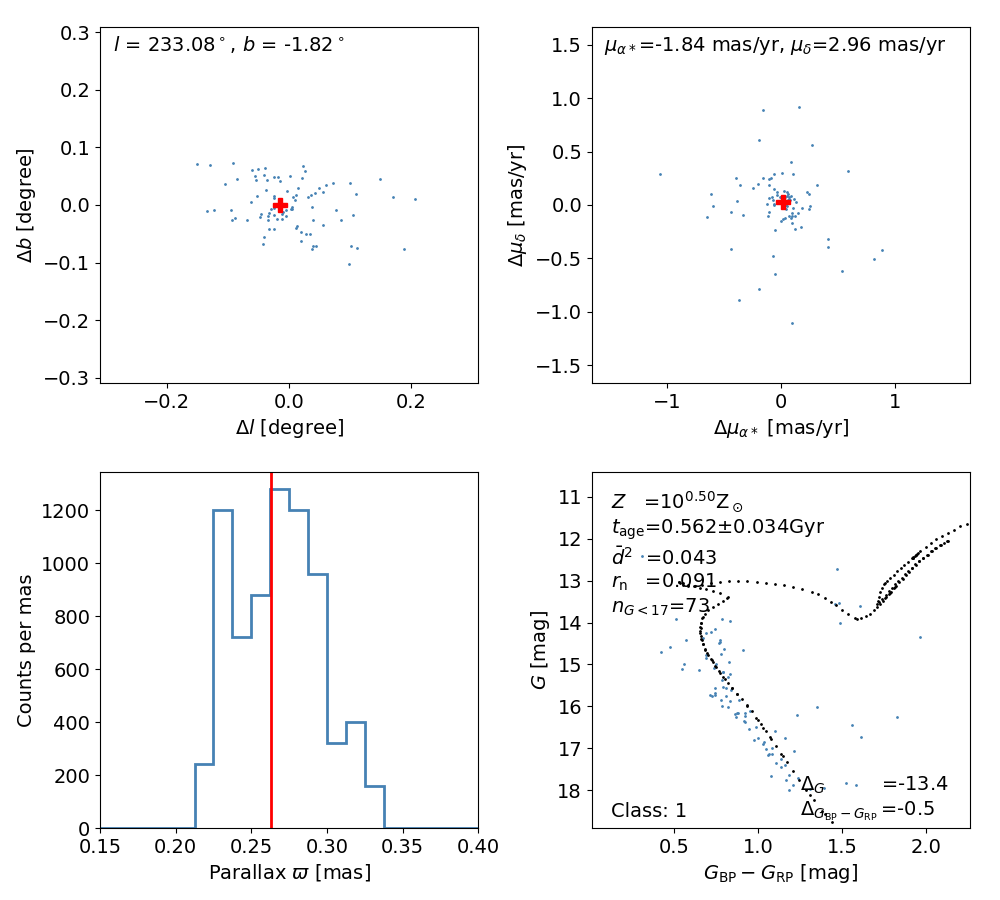 l = 233.08°, b = -1.82°
0.3
0.2
0.1
0.0
−0.1
−0.2
−0.3
Δb [degree]
−0.2 0.0 0.2
Δl [degree]
μα*=-1.84 mas/yr, μδ=2.96 mas/yr
1.5
1.0
0.5
0.0
−0.5
−1.0
−1.5
Δμδ [mas/yr]
−1 0 1
Δμα* [mas/yr]
1200
1000
800
600
400
200
0
Counts per mas
0.15 0.20 0.25 0.30 0.35 0.40
Parallax ϖ [mas]
Z =10^0.50 Z⊙
t_age=0.562±0.034Gyr
d̄² =0.043
r_n =0.091
n_G<17=73
11
12
13
14
15
16
17
18
G [mag]
Δ_G =-13.4
Δ_GBP−GRP=-0.5
Class: 1
0.5 1.0 1.5 2.0
G_BP − G_RP [mag]